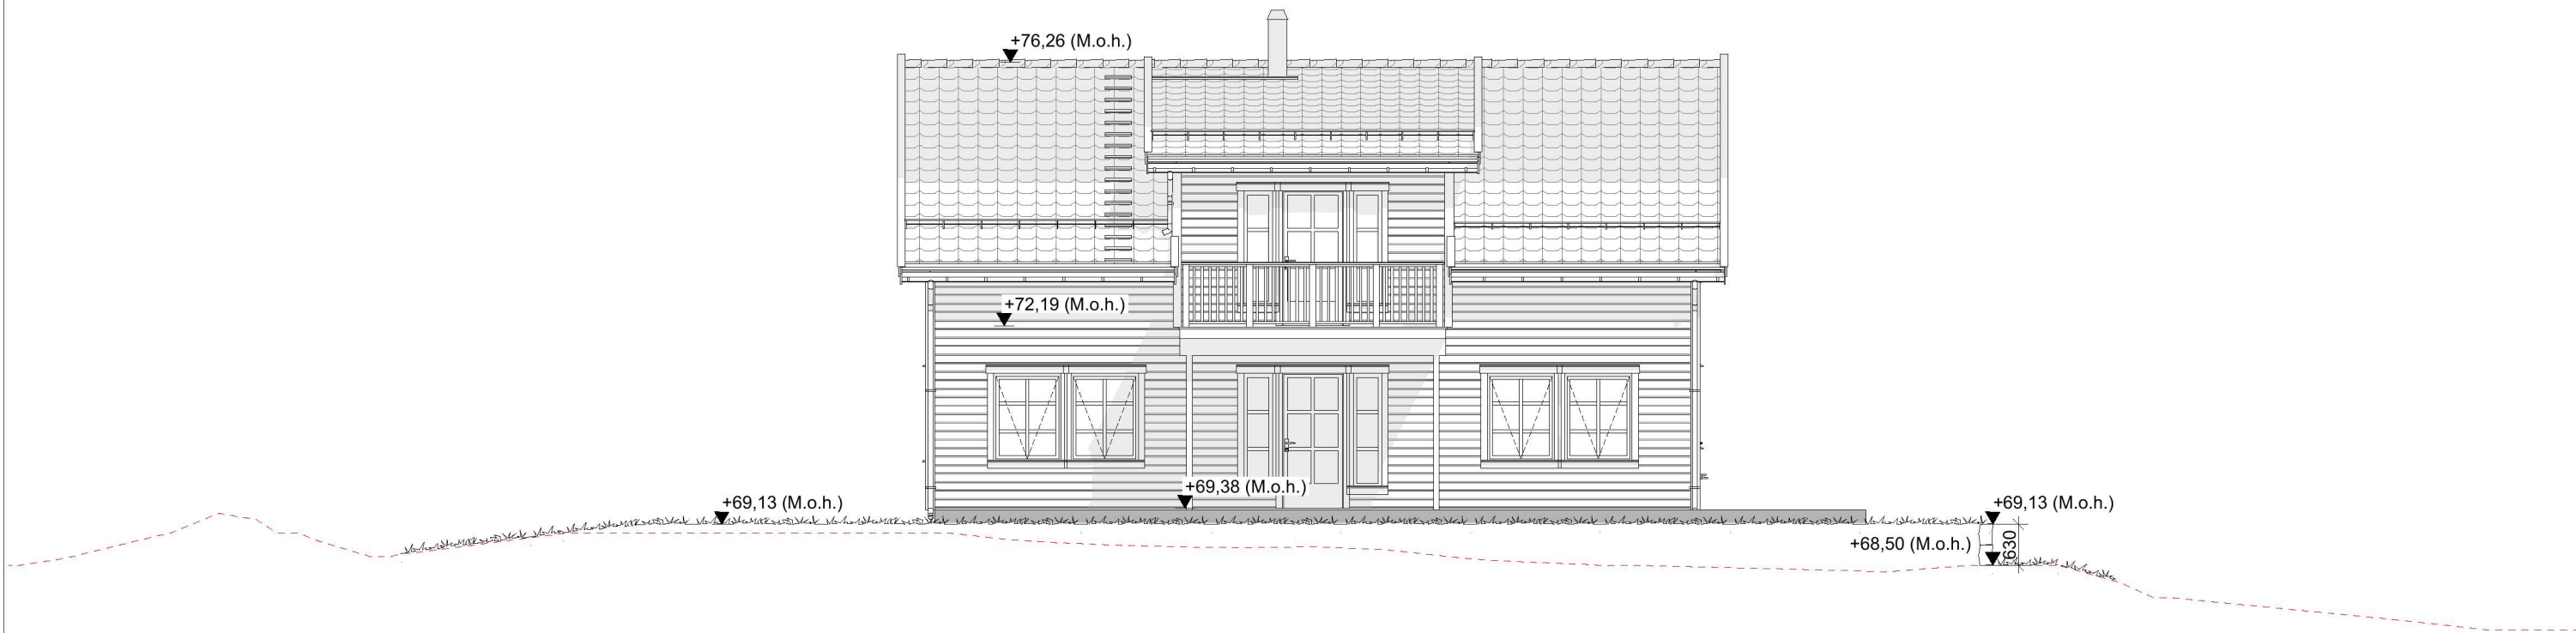 +76,26 (M.o.h.)
+72,19 (M.o.h.)
+69,38 (M.o.h.)
+69,13 (M.o.h.)
+69,13 (M.o.h.)
+68,50 (M.o.h.)
630